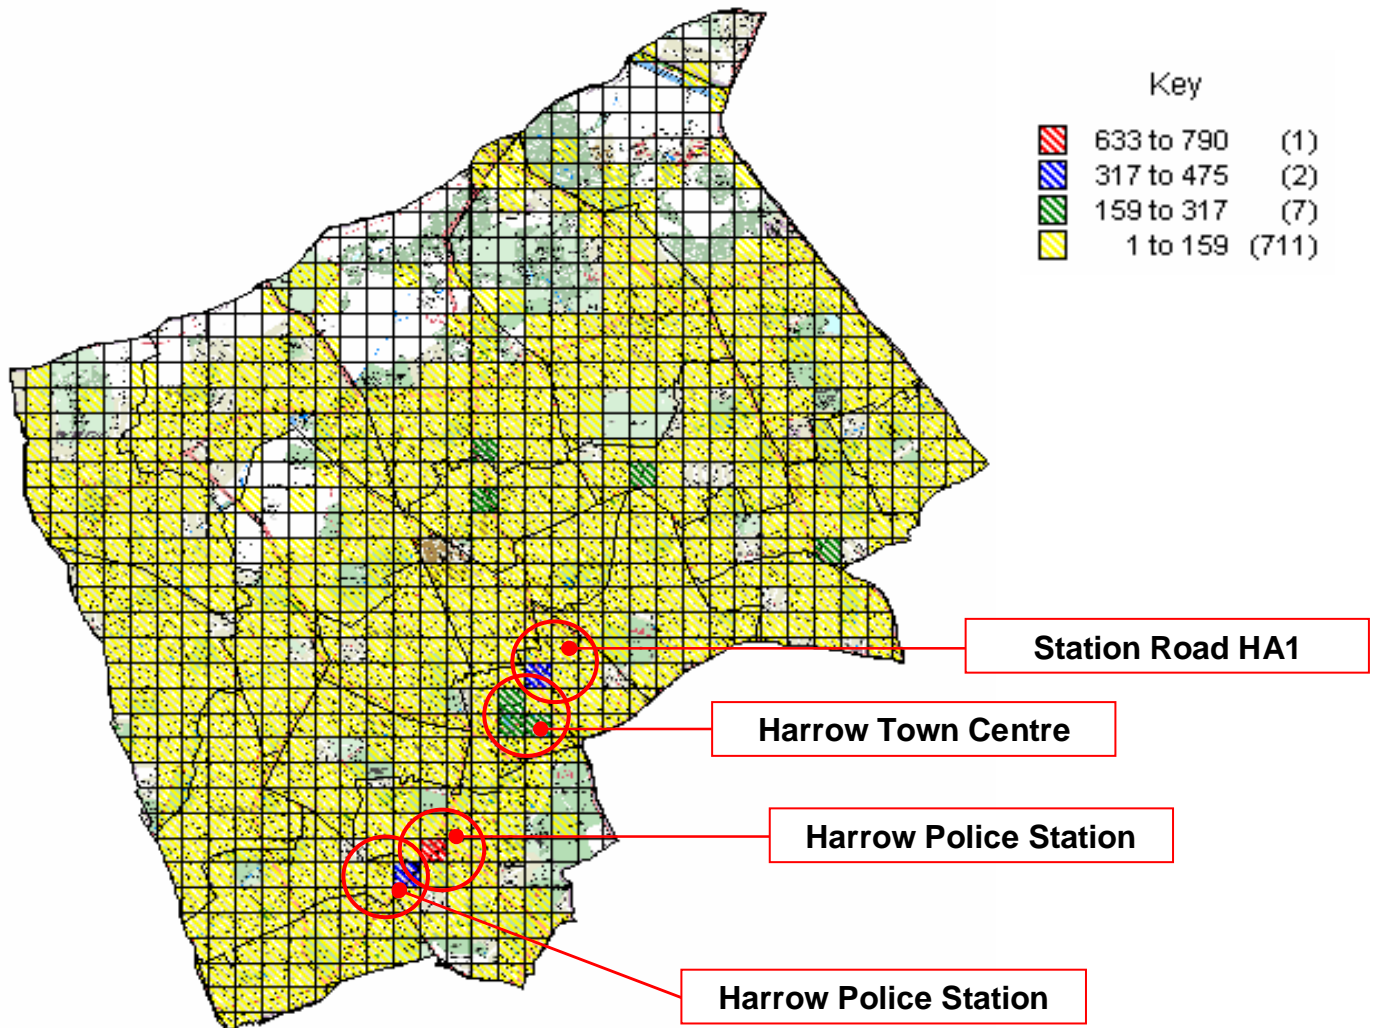 Key
633 to 790 (1)
317 to 475 (2)
159 to 317 (7)
1 to 159 (711)
Station Road HA1
Harrow Town Centre
Harrow Police Station
Harrow Police Station